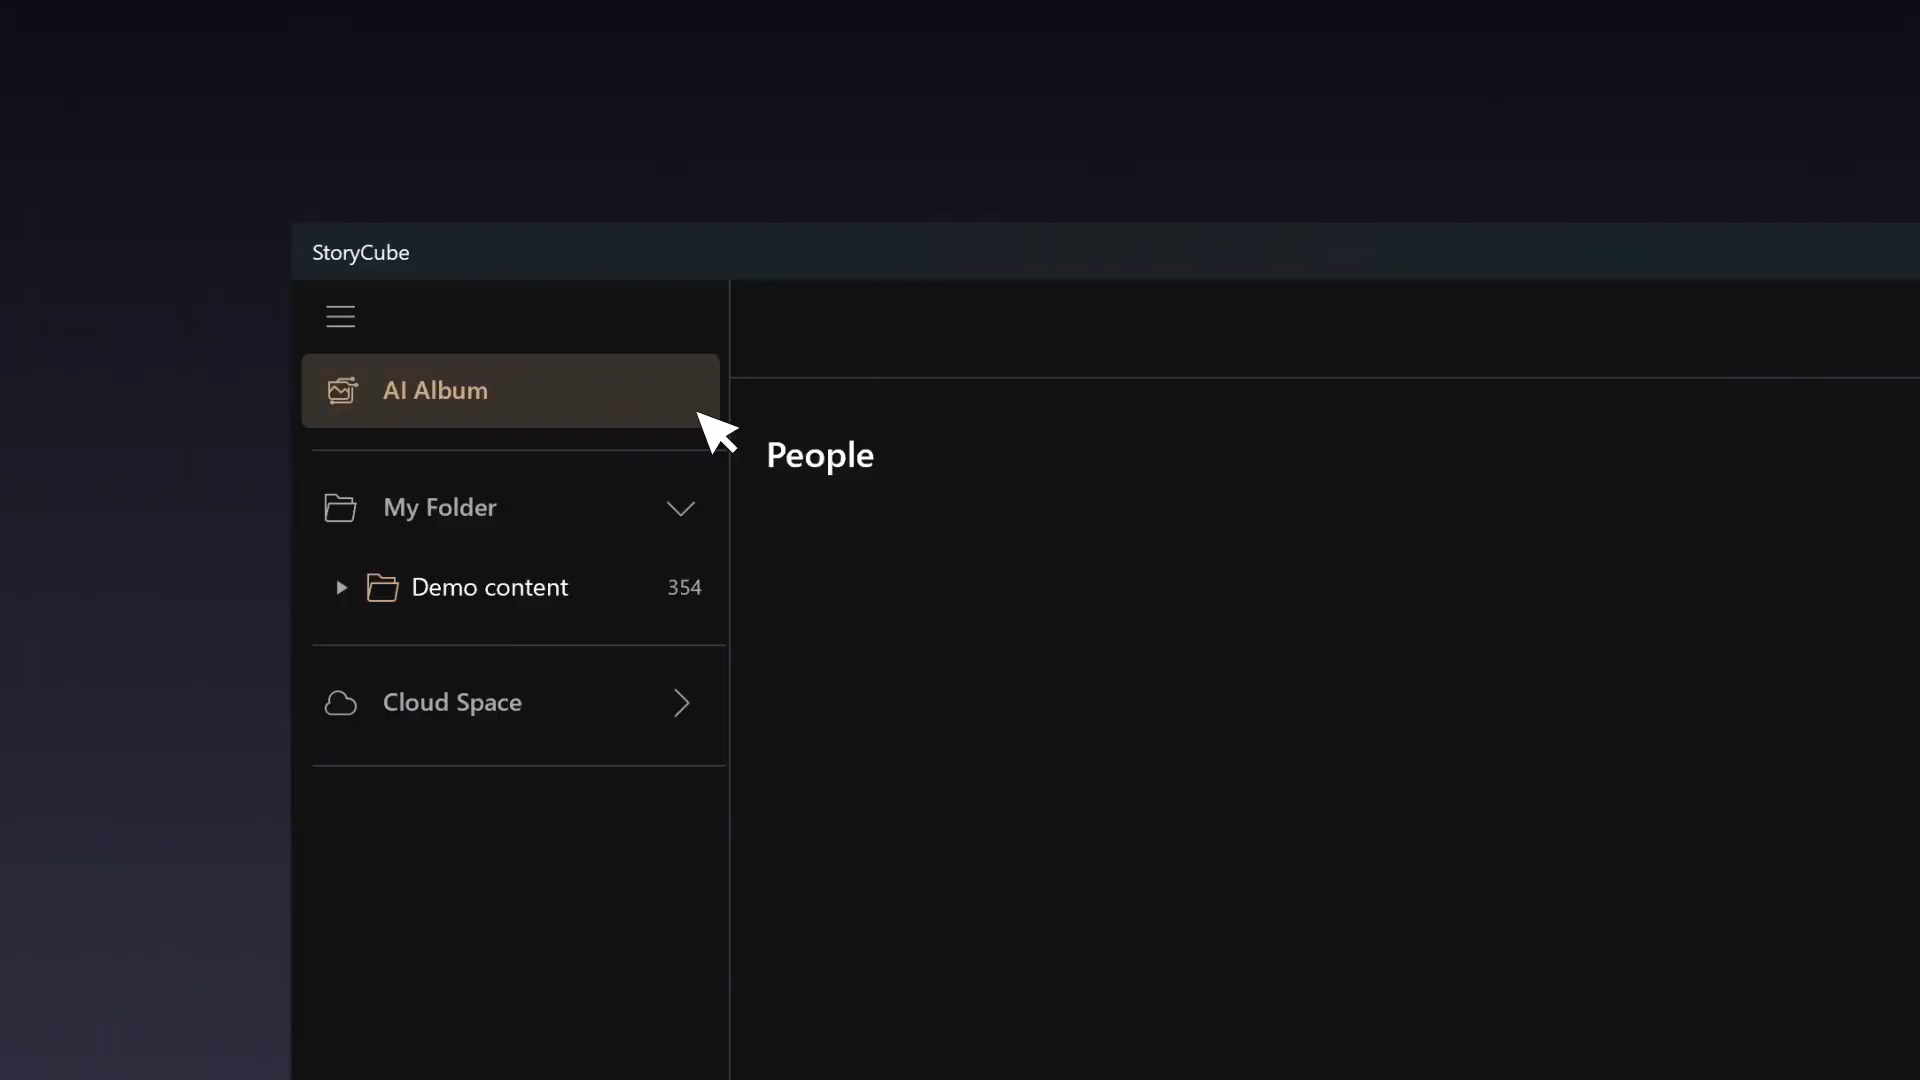 StoryCube
AI Album
People
My Folder
Demo content 354
Cloud Space